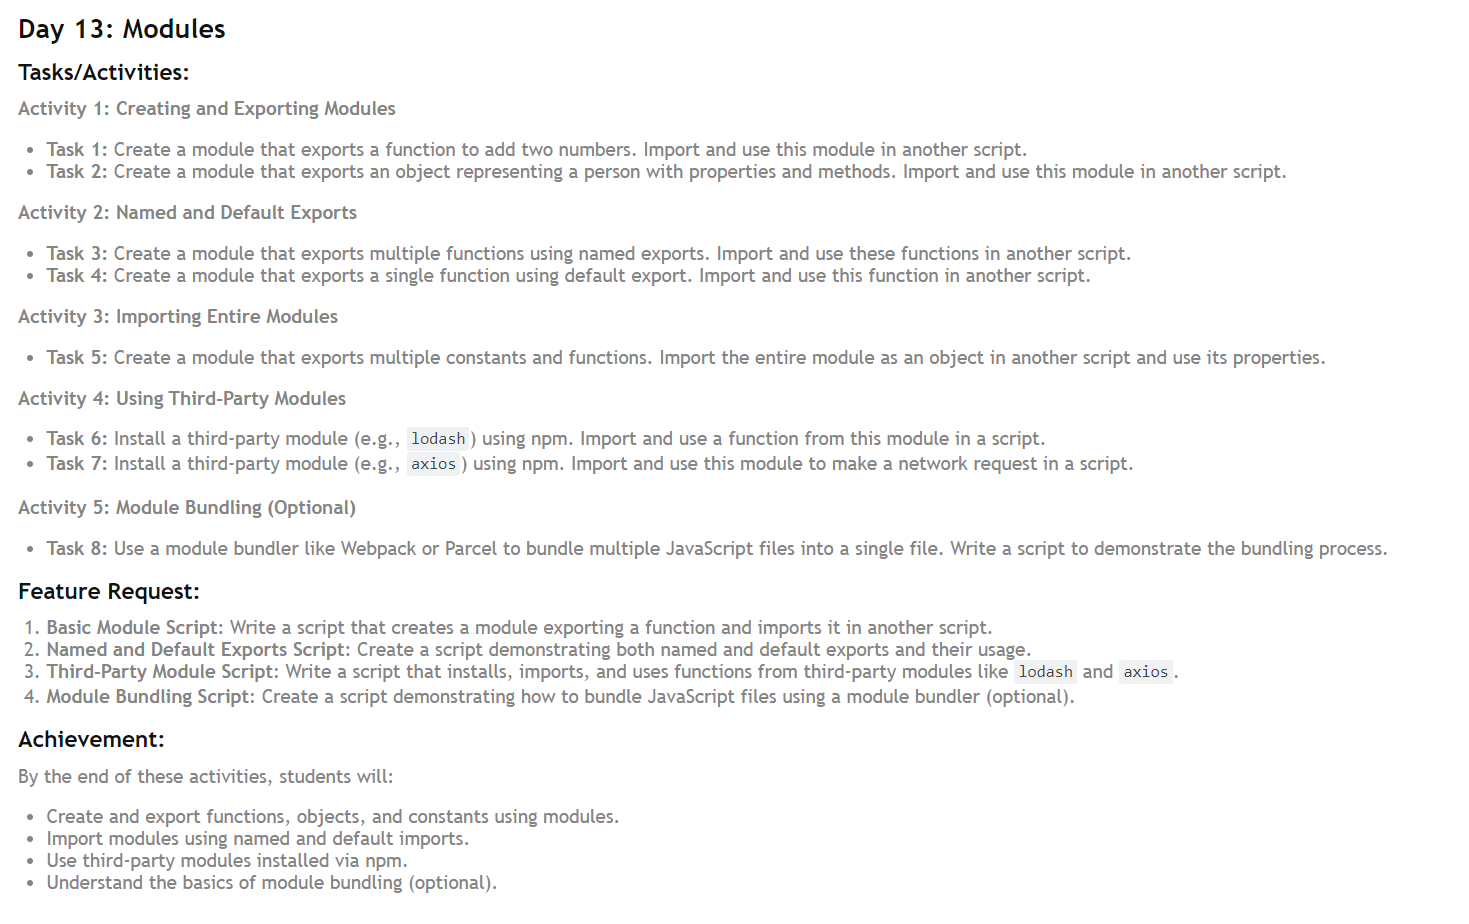 Day 13: Modules
Tasks/Activities:
Activity 1: Creating and Exporting Modules
• Task 1: Create a module that exports a function to add two numbers. Import and use this module in another script.
• Task 2: Create a module that exports an object representing a person with properties and methods. Import and use this module in another script.
Activity 2: Named and Default Exports
• Task 3: Create a module that exports multiple functions using named exports. Import and use these functions in another script.
• Task 4: Create a module that exports a single function using default export. Import and use this function in another script.
Activity 3: Importing Entire Modules
• Task 5: Create a module that exports multiple constants and functions. Import the entire module as an object in another script and use its properties.
Activity 4: Using Third-Party Modules
• Task 6: Install a third-party module (e.g., lodash) using npm. Import and use a function from this module in a script.
• Task 7: Install a third-party module (e.g., axios) using npm. Import and use this module to make a network request in a script.
Activity 5: Module Bundling (Optional)
• Task 8: Use a module bundler like Webpack or Parcel to bundle multiple JavaScript files into a single file. Write a script to demonstrate the bundling process.
Feature Request:
1. Basic Module Script: Write a script that creates a module exporting a function and imports it in another script.
2. Named and Default Exports Script: Create a script demonstrating both named and default exports and their usage.
3. Third-Party Module Script: Write a script that installs, imports, and uses functions from third-party modules like lodash and axios.
4. Module Bundling Script: Create a script demonstrating how to bundle JavaScript files using a module bundler (optional).
Achievement:
By the end of these activities, students will:
• Create and export functions, objects, and constants using modules.
• Import modules using named and default imports.
• Use third-party modules installed via npm.
• Understand the basics of module bundling (optional).